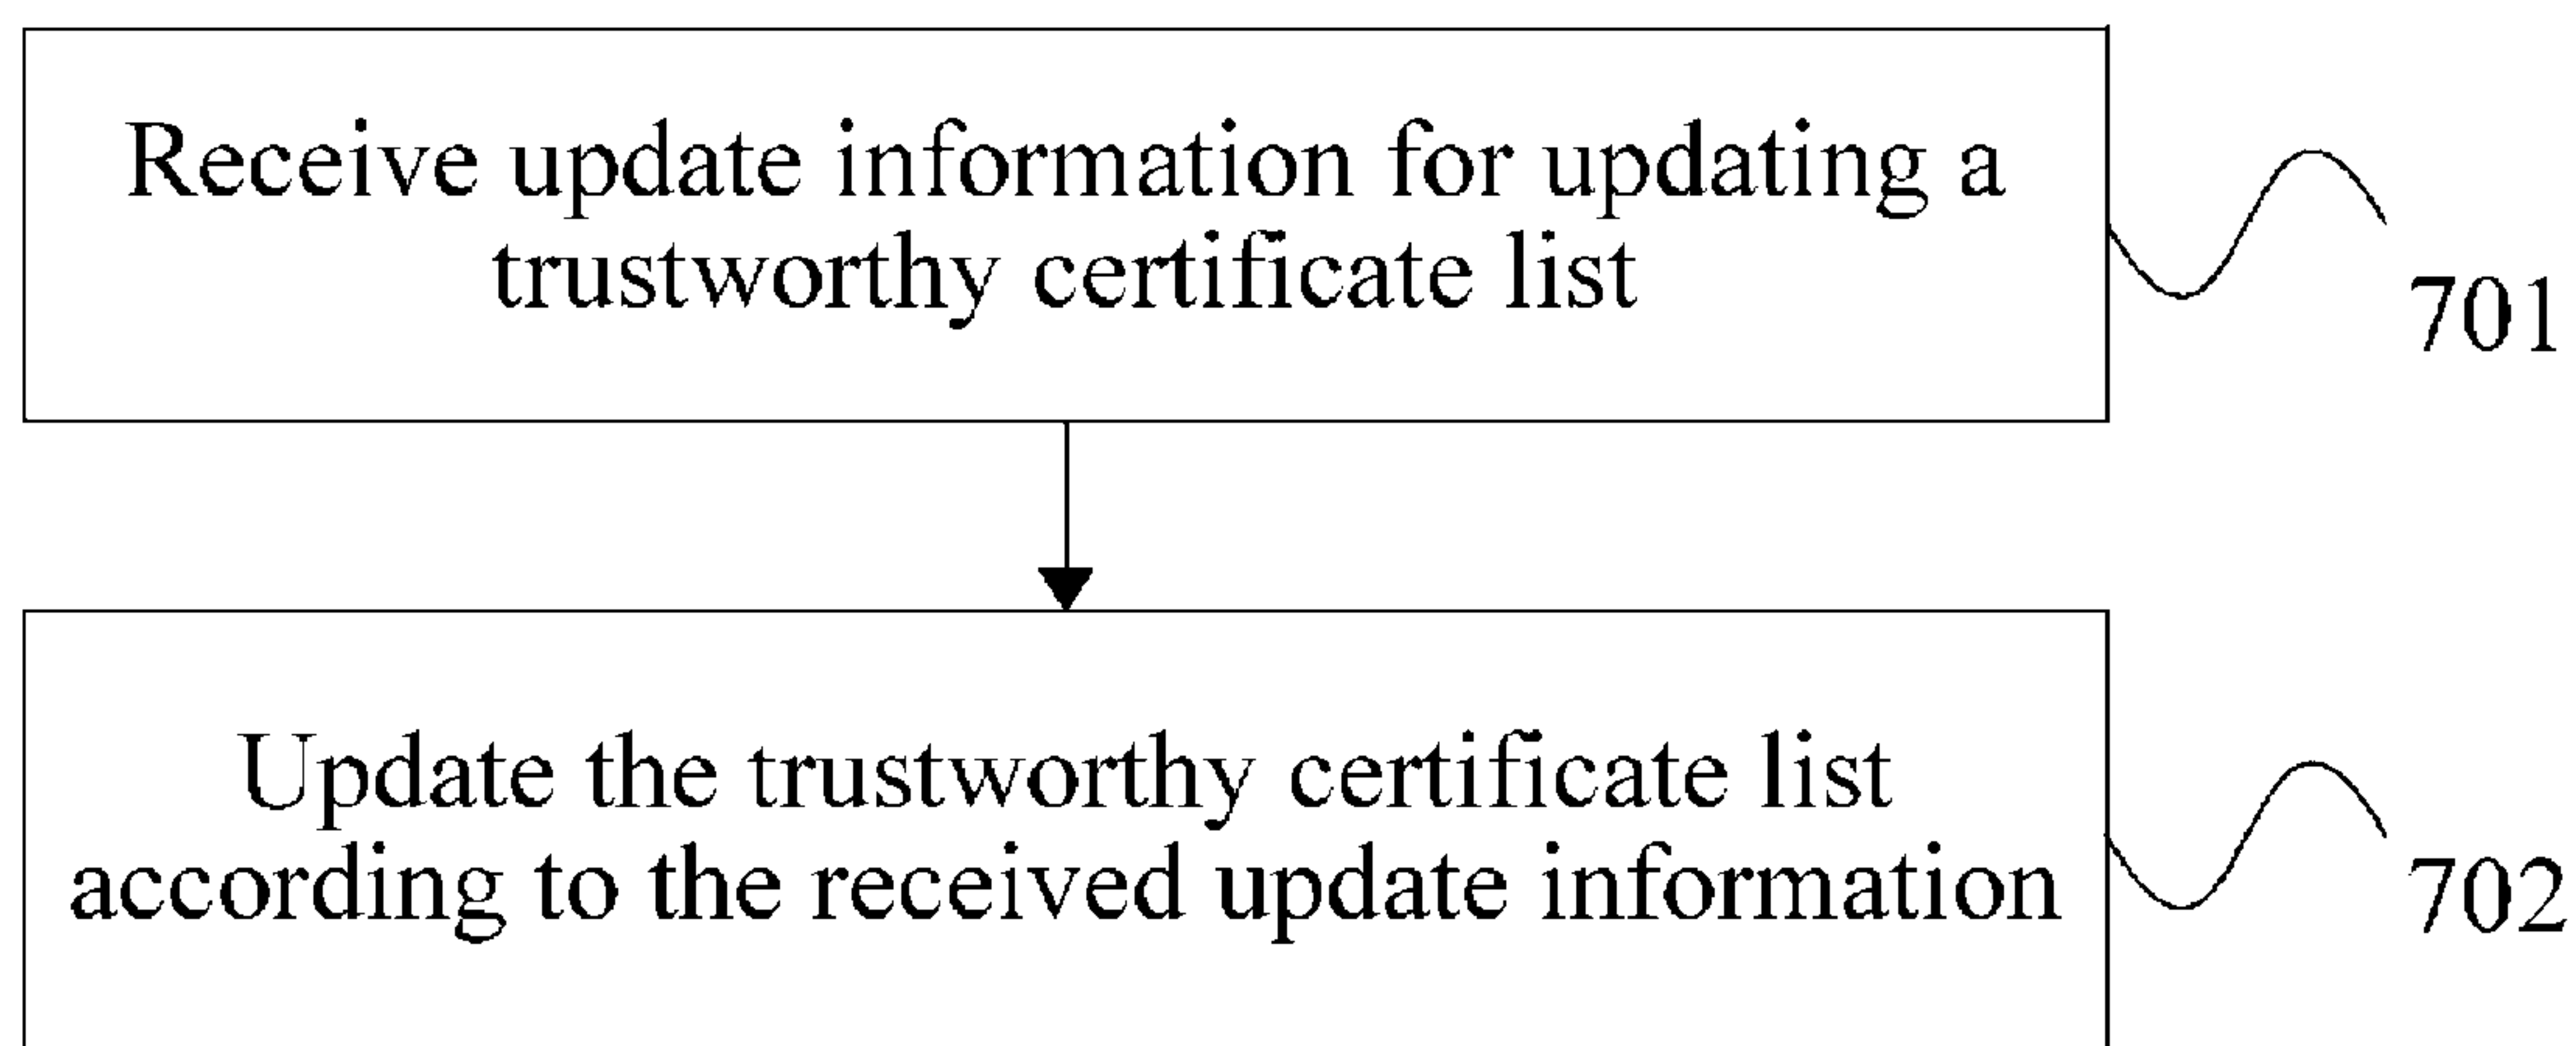 Receive update information for updating a
trustworthy certificate list
701
Update the trustworthy certificate list
according to the received update information
702